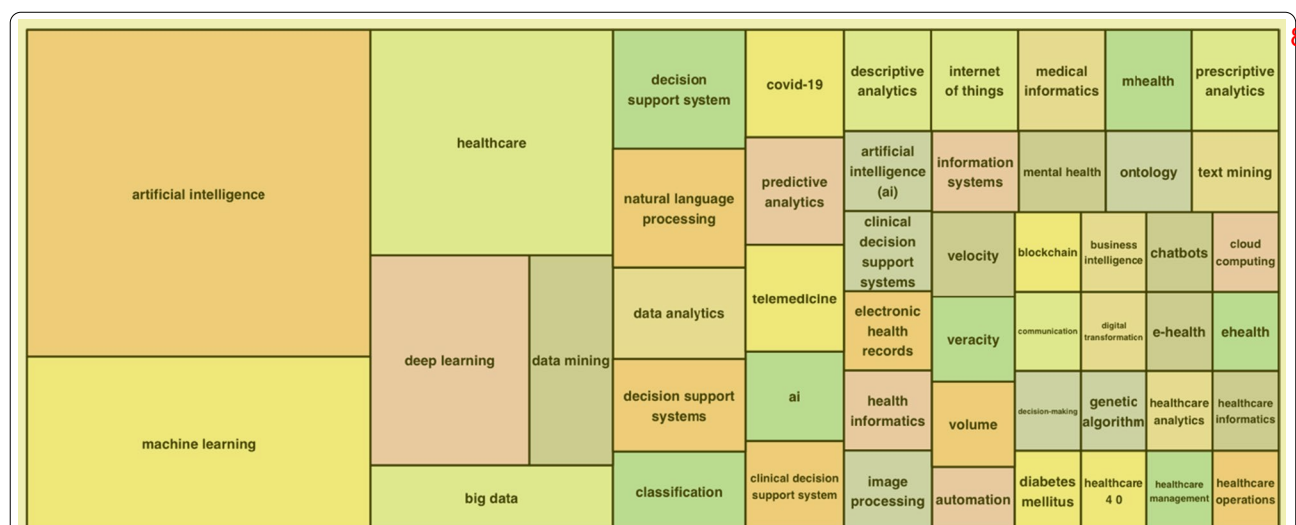 artificial intelligence
machine learning
healthcare
deep learning
data mining
big data
decision
support system
natural language
processing
data analytics
decision support
systems
classification
covid-19
predictive
analytics
telemedicine
ai
clinical decision
support system
descriptive
analytics
artificial
intelligence
(ai)
clinical
decision
support
systems
electronic
health
records
health
informatics
image
processing
internet
of things
information
systems
velocity
veracity
volume
automation
medical
informatics
mhealth
prescriptive
analytics
mental health
ontology
text mining
blockchain
business
intelligence
chatbots
cloud
computing
communication
digital
transformation
e-health
ehealth
decision-making
genetic
algorithm
healthcare
analytics
healthcare
informatics
diabetes
mellitus
healthcare
4 0
healthcare
management
healthcare
operations